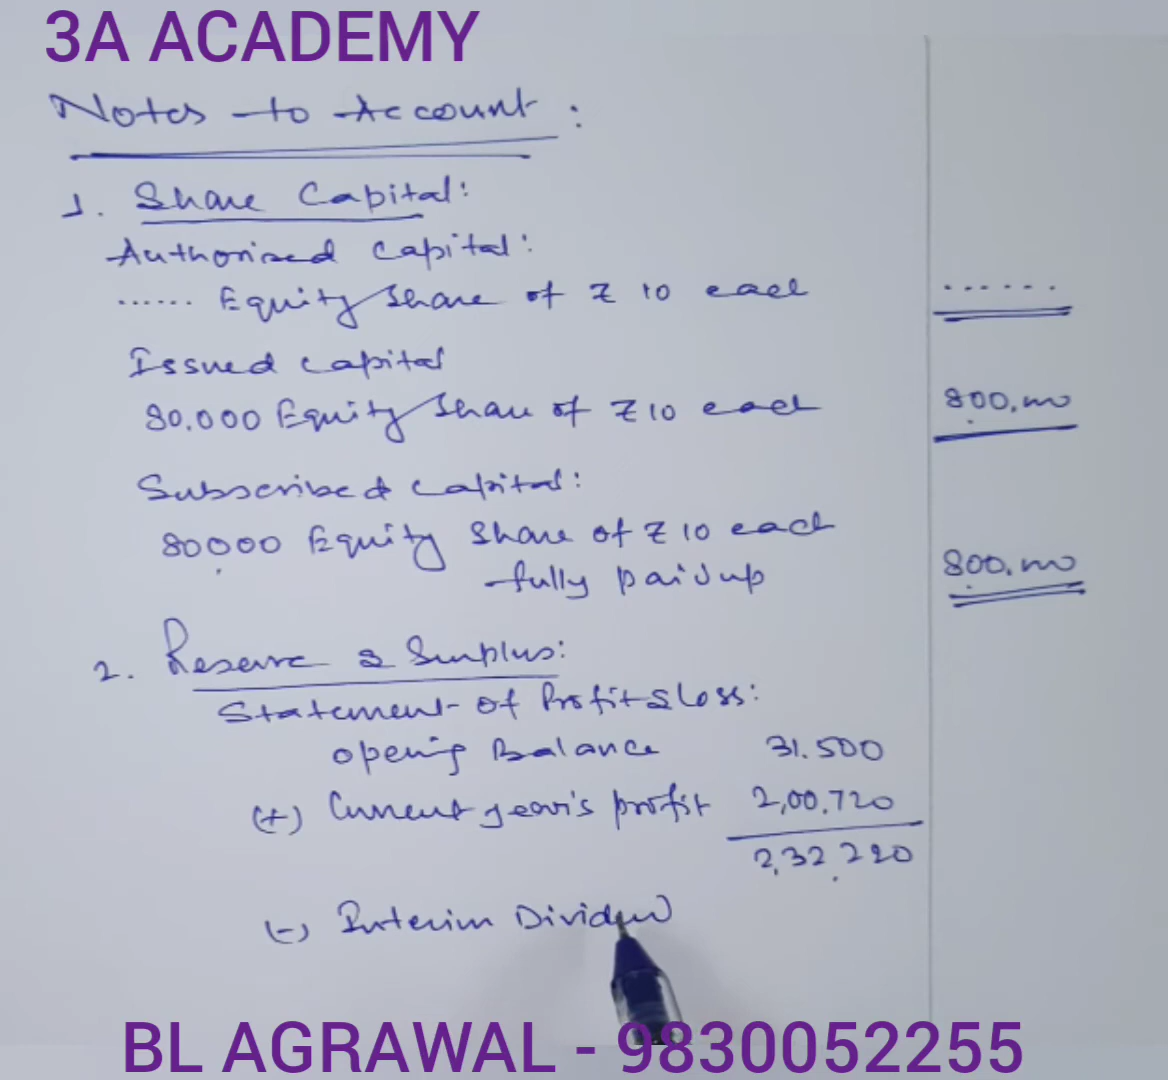 3A ACADEMY
Notes to Account :
1. Share Capital:
Authorised Capital:
...... Equity Share of ₹ 10 each ......
Issued Capital
80,000 Equity Share of ₹10 each 800,000
Subscribed Capital:
80000 Equity Share of ₹ 10 each
fully paid up 800,000
2. Reserve & Surplus:
Statement of Profit & Loss:
Opening Balance 31.500
(+) Current year's profit 2,00,720
2,32,220
(-) Interim Dividend
BL AGRAWAL - 9830052255